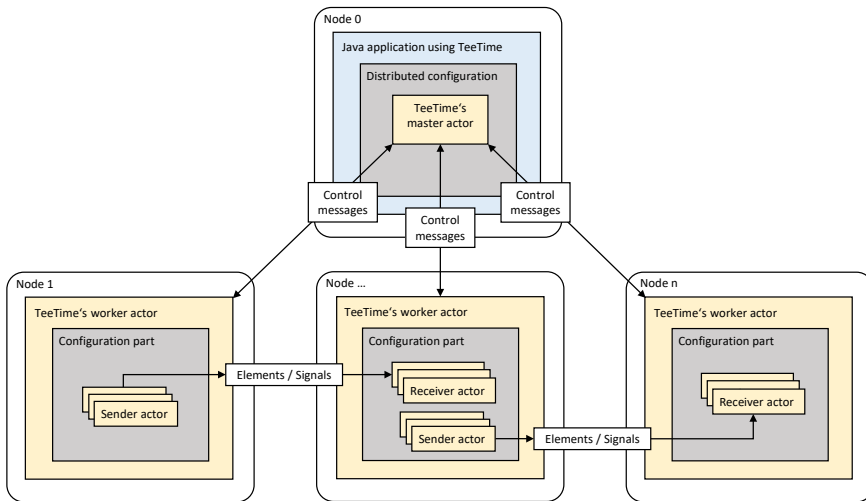 Node 0
Java application using TeeTime
Distributed configuration
TeeTime‘s
master actor
Control
messages
Control
messages
Control
messages
Node 1
TeeTime‘s worker actor
Configuration part
Sender actor
Elements / Signals
Node ...
TeeTime‘s worker actor
Configuration part
Receiver actor
Sender actor
Elements / Signals
Node n
TeeTime‘s worker actor
Configuration part
Receiver actor